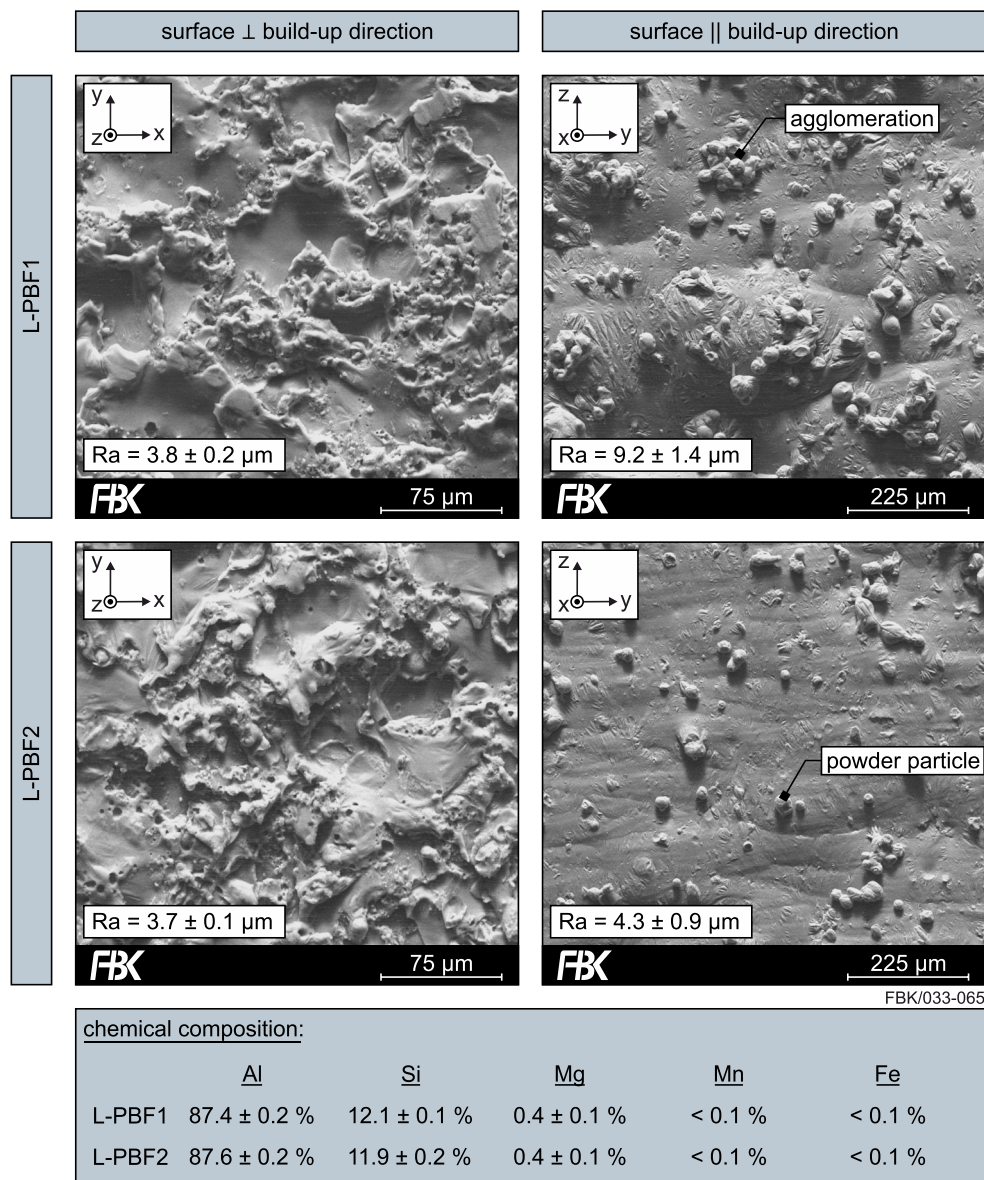 surface ⊥ build-up direction
surface || build-up direction
L-PBF1
y
z x
z
x y
agglomeration
Ra = 3.8 ± 0.2 µm
Ra = 9.2 ± 1.4 µm
FBK
75 µm
FBK
225 µm
L-PBF2
y
z x
z
x y
powder particle
Ra = 3.7 ± 0.1 µm
Ra = 4.3 ± 0.9 µm
FBK
75 µm
FBK
225 µm
FBK/033-065
chemical composition:
Al Si Mg Mn Fe
L-PBF1 87.4 ± 0.2 % 12.1 ± 0.1 % 0.4 ± 0.1 % < 0.1 % < 0.1 %
L-PBF2 87.6 ± 0.2 % 11.9 ± 0.2 % 0.4 ± 0.1 % < 0.1 % < 0.1 %